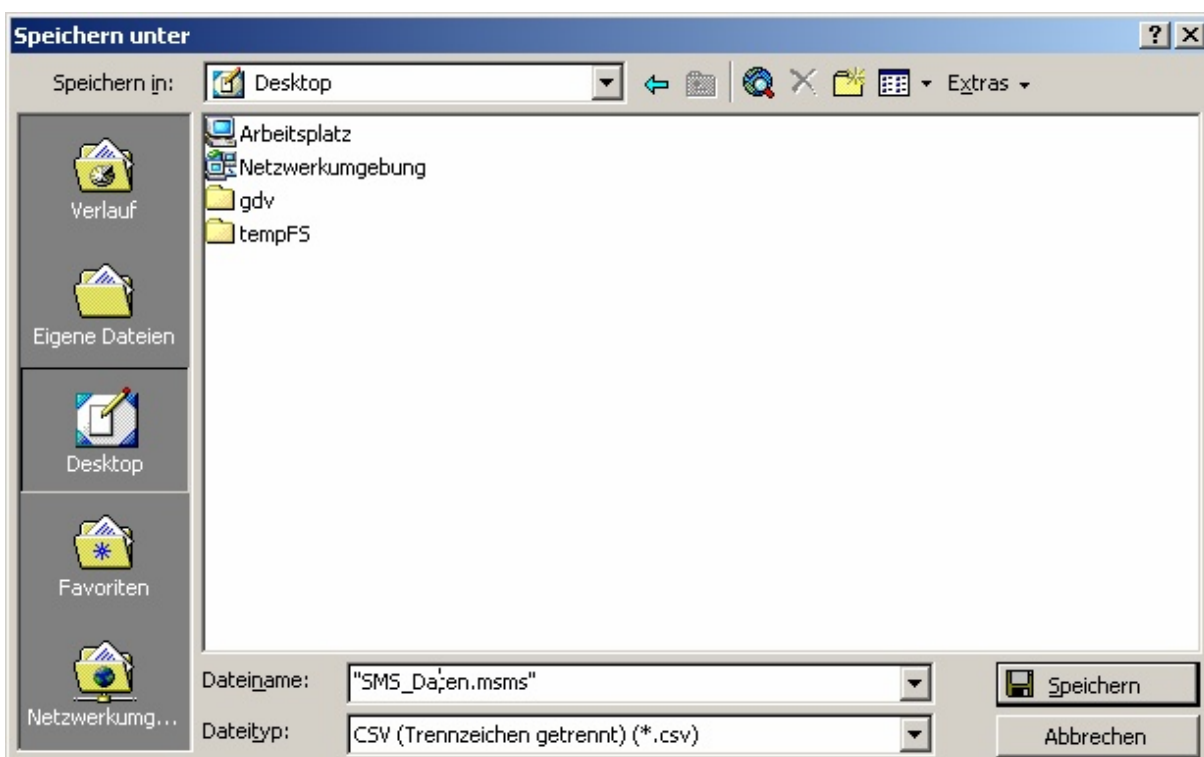 Speichern unter
Speichern in: Desktop Extras
Arbeitsplatz
Netzwerkumgebung
gdv
tempFS
Verlauf
Eigene Dateien
Desktop
Favoriten
Netzwerkumg...
Dateiname: "SMS_Daten.msms" Speichern
Dateityp: CSV (Trennzeichen getrennt) (*.csv) Abbrechen